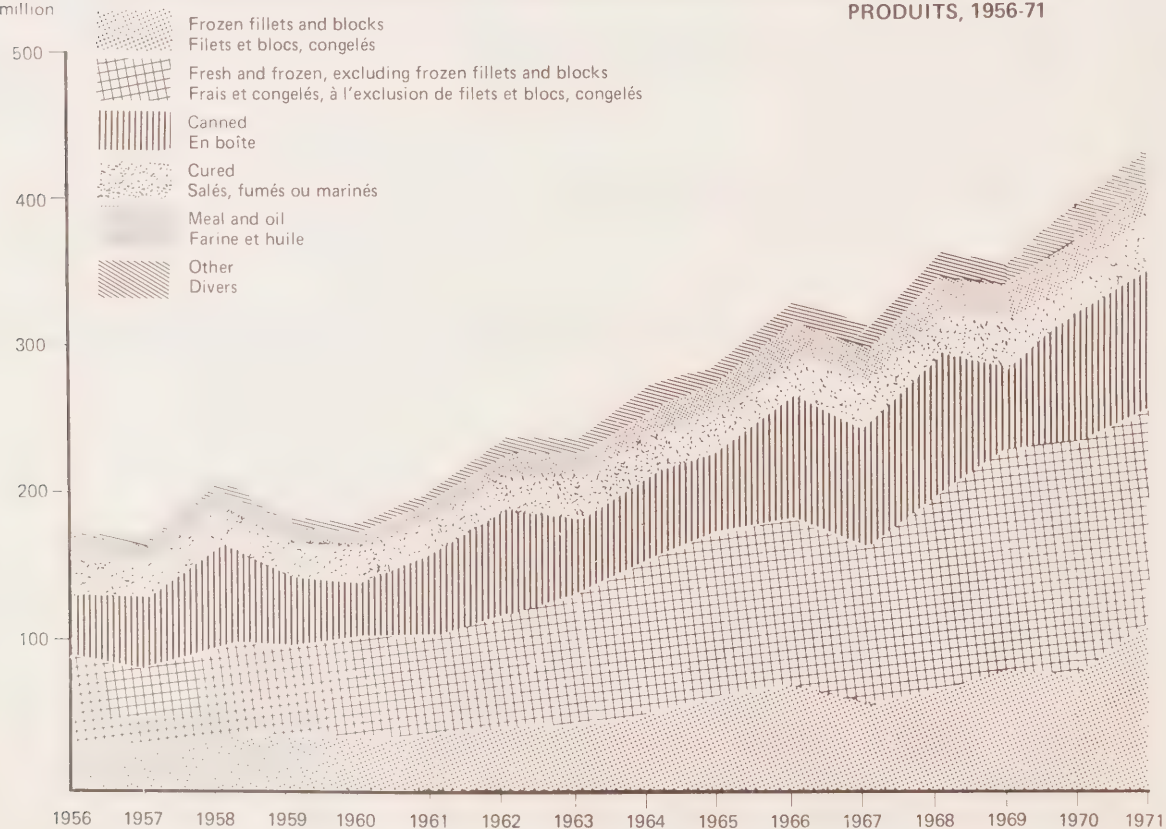 million
PRODUITS, 1956-71
Frozen fillets and blocks
Filets et blocs, congelés
Fresh and frozen, excluding frozen fillets and blocks
Frais et congelés, à l'exclusion de filets et blocs, congelés
Canned
En boîte
Cured
Salés, fumés ou marinés
Meal and oil
Farine et huile
Other
Divers
500
400
300
200
100
1956 1957 1958 1959 1960 1961 1962 1963 1964 1965 1966 1967 1968 1969 1970 1971